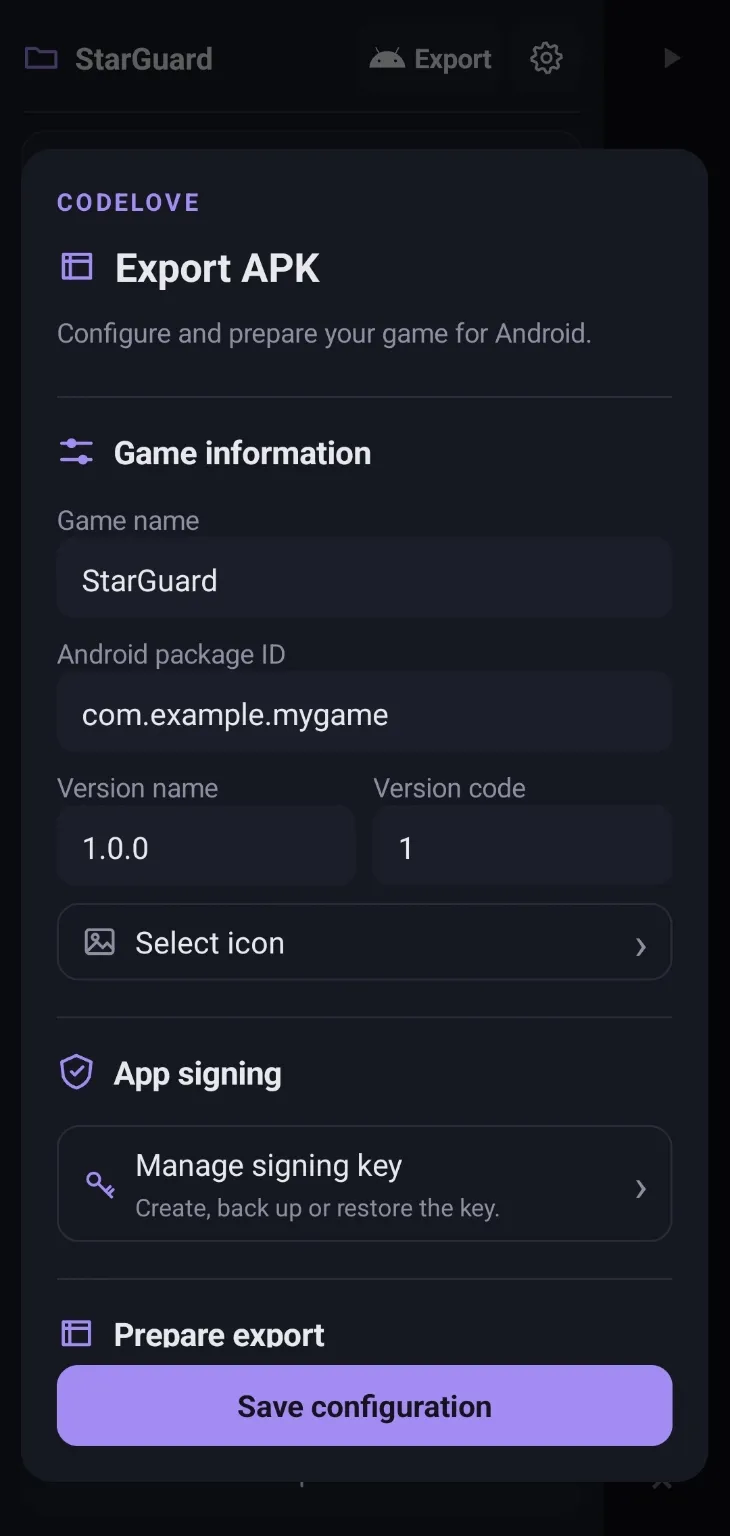 StarGuard
Export
CODELOVE
Export APK
Configure and prepare your game for Android.
Game information
Game name
StarGuard
Android package ID
com.example.mygame
Version name
Version code
1.0.0
1
Select icon
App signing
Manage signing key
Create, back up or restore the key.
Prepare export
Save configuration